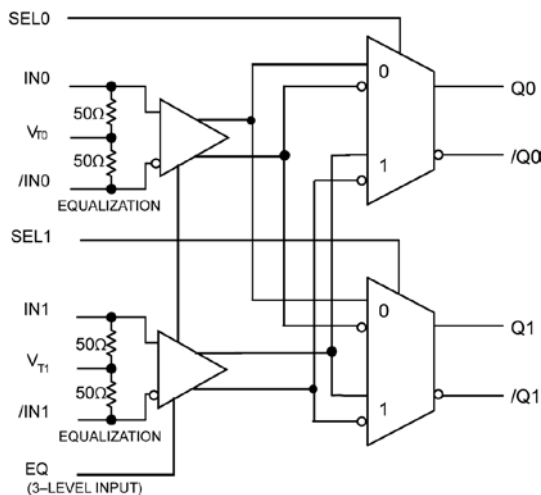 SEL0
IN0
50Ω
VT0
50Ω
/IN0
EQUALIZATION
0
1
Q0
/Q0
SEL1
IN1
50Ω
VT1
50Ω
/IN1
EQUALIZATION
0
1
Q1
/Q1
EQ
(3–LEVEL INPUT)